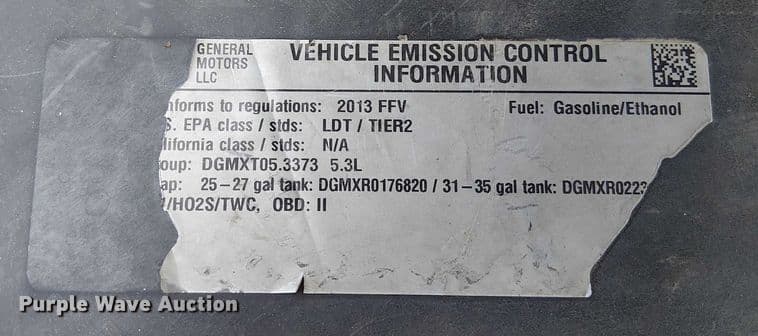 GENERAL MOTORS LLC
VEHICLE EMISSION CONTROL INFORMATION
nforms to regulations: 2013 FFV Fuel: Gasoline/Ethanol
S. EPA class / stds: LDT / TIER2
lifornia class / stds: N/A
oup: DGMXT05.3373 5.3L
ap: 25-27 gal tank: DGMXR0176820 / 31-35 gal tank: DGMXR0223
/HO2S/TWC, OBD: II
Purple Wave Auction